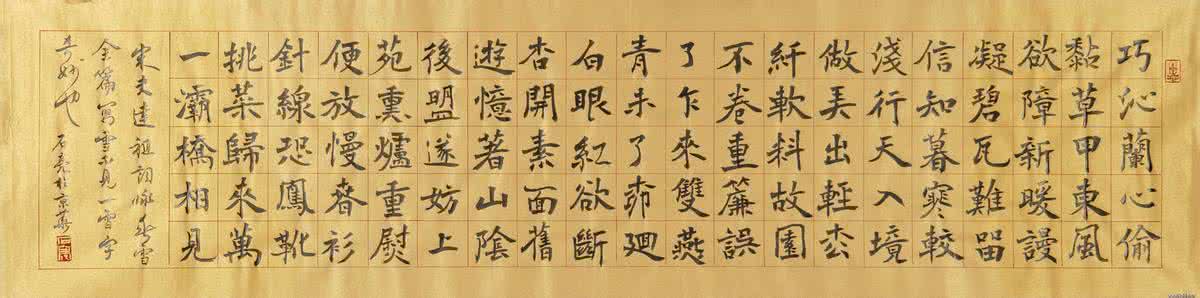 巧沁蘭心偷
黏草甲東風
欲障新暖謾
凝碧瓦難留
信知暮寒較
淺行天入境
做弄出輕松
纖軟料故園
不卷重簾誤
了乍來雙燕
青未了柳廻
白眼紅欲斷
杏開素面舊
遊憶著山陰
後盟遂妨上
苑熏爐重熨
便放慢春衫
針線恐鳳靴
挑菜歸來萬
一灞橋相見
宋史達祖詞詠春雪
全篇寫雪不見一雪字
奇妙也 石於京華